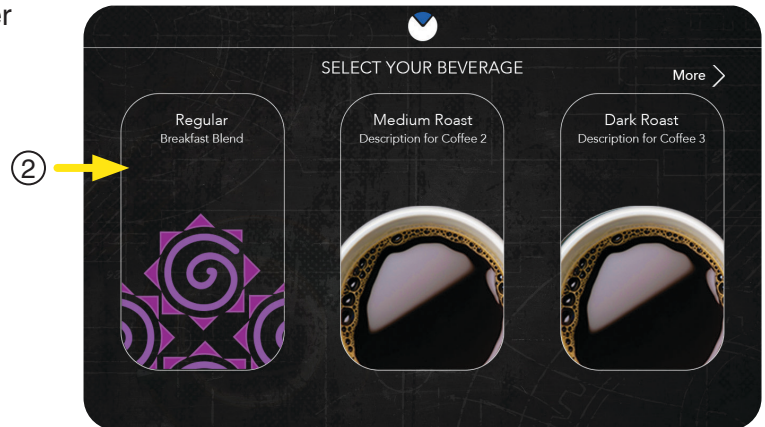 er
SELECT YOUR BEVERAGE
More
Regular
Breakfast Blend
Medium Roast
Description for Coffee 2
Dark Roast
Description for Coffee 3
2